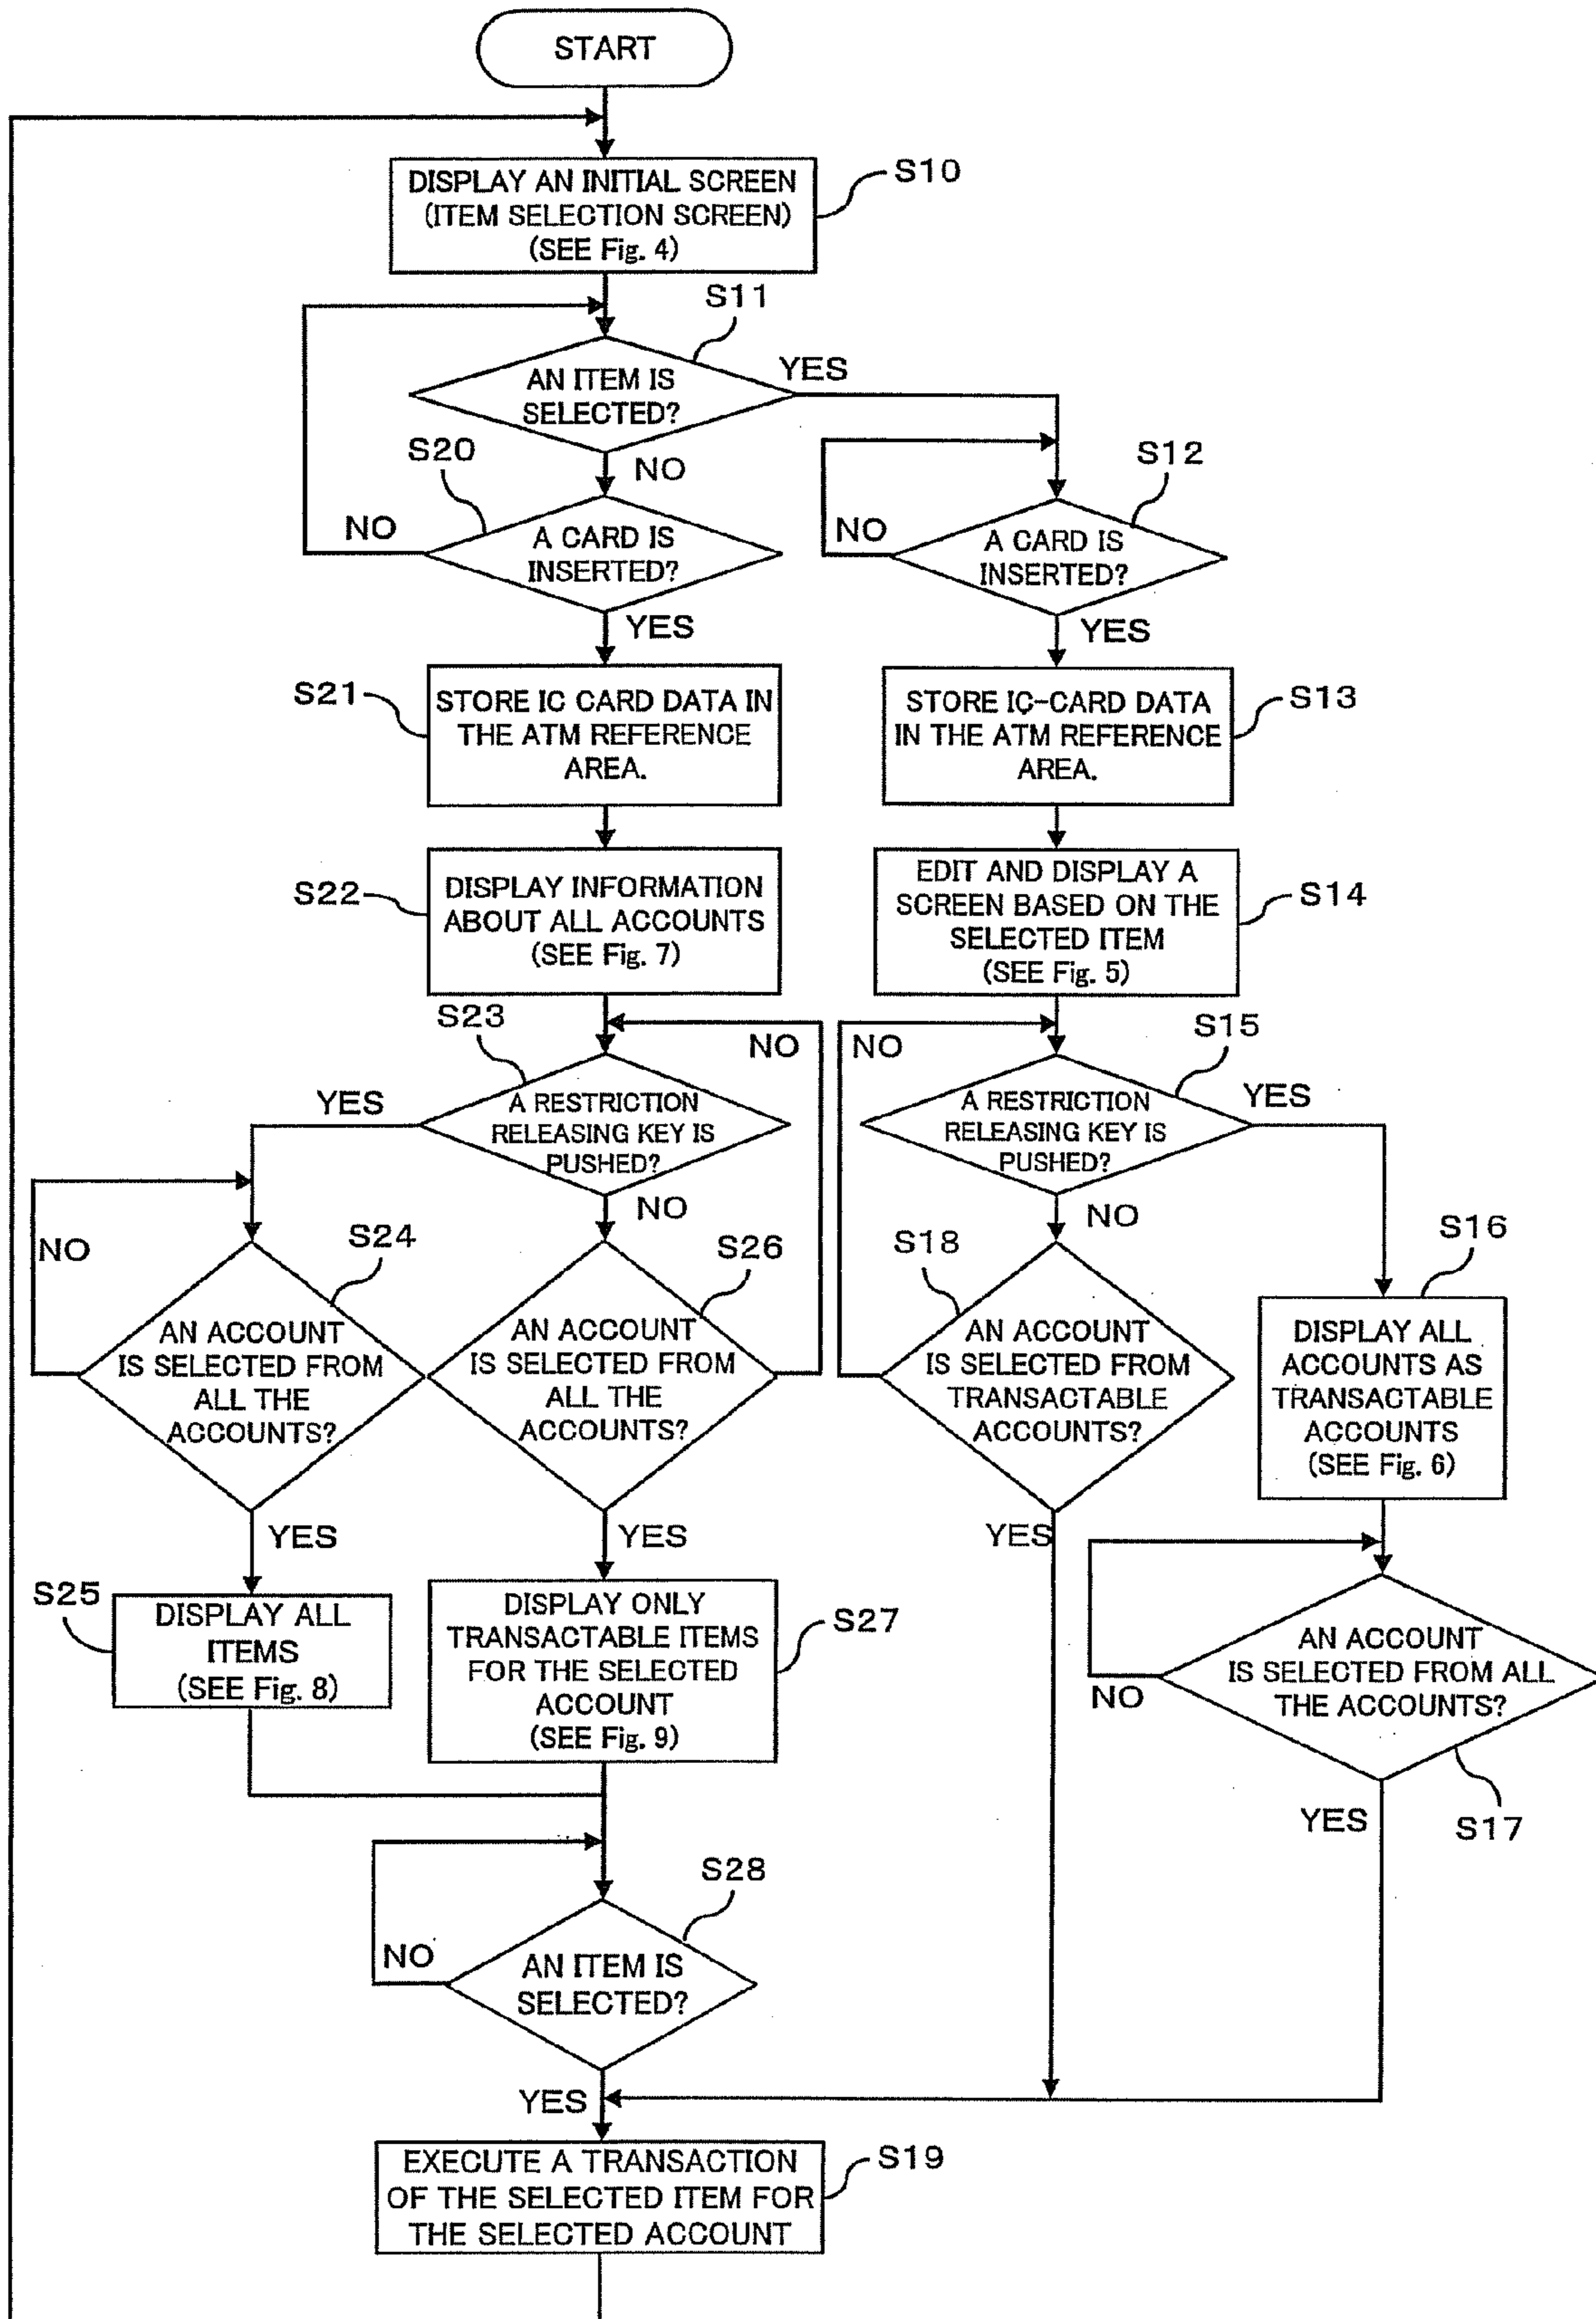 START
DISPLAY AN INITIAL SCREEN
(ITEM SELECTION SCREEN)
(SEE Fig. 4)
S10
S11
AN ITEM IS
SELECTED?
YES
NO
S20
A CARD IS
INSERTED?
NO
YES
S12
A CARD IS
INSERTED?
NO
YES
S21
STORE IC CARD DATA IN
THE ATM REFERENCE
AREA.
S13
STORE IC-CARD DATA
IN THE ATM REFERENCE
AREA.
S22
DISPLAY INFORMATION
ABOUT ALL ACCOUNTS
(SEE Fig. 7)
S14
EDIT AND DISPLAY A
SCREEN BASED ON THE
SELECTED ITEM
(SEE Fig. 5)
S23
NO
A RESTRICTION
RELEASING KEY IS
PUSHED?
YES
NO
NO
S15
A RESTRICTION
RELEASING KEY IS
PUSHED?
YES
NO
NO
S24
AN ACCOUNT
IS SELECTED FROM
ALL THE
ACCOUNTS?
YES
S26
AN ACCOUNT
IS SELECTED FROM
ALL THE
ACCOUNTS?
YES
S18
AN ACCOUNT
IS SELECTED FROM
TRANSACTABLE
ACCOUNTS?
YES
S16
DISPLAY ALL
ACCOUNTS AS
TRANSACTABLE
ACCOUNTS
(SEE Fig. 6)
S25
DISPLAY ALL
ITEMS
(SEE Fig. 8)
DISPLAY ONLY
TRANSACTABLE ITEMS
FOR THE SELECTED
ACCOUNT
(SEE Fig. 9)
S27
AN ACCOUNT
IS SELECTED FROM ALL
THE ACCOUNTS?
NO
YES
S17
S28
NO
AN ITEM IS
SELECTED?
YES
EXECUTE A TRANSACTION
OF THE SELECTED ITEM FOR
THE SELECTED ACCOUNT
S19